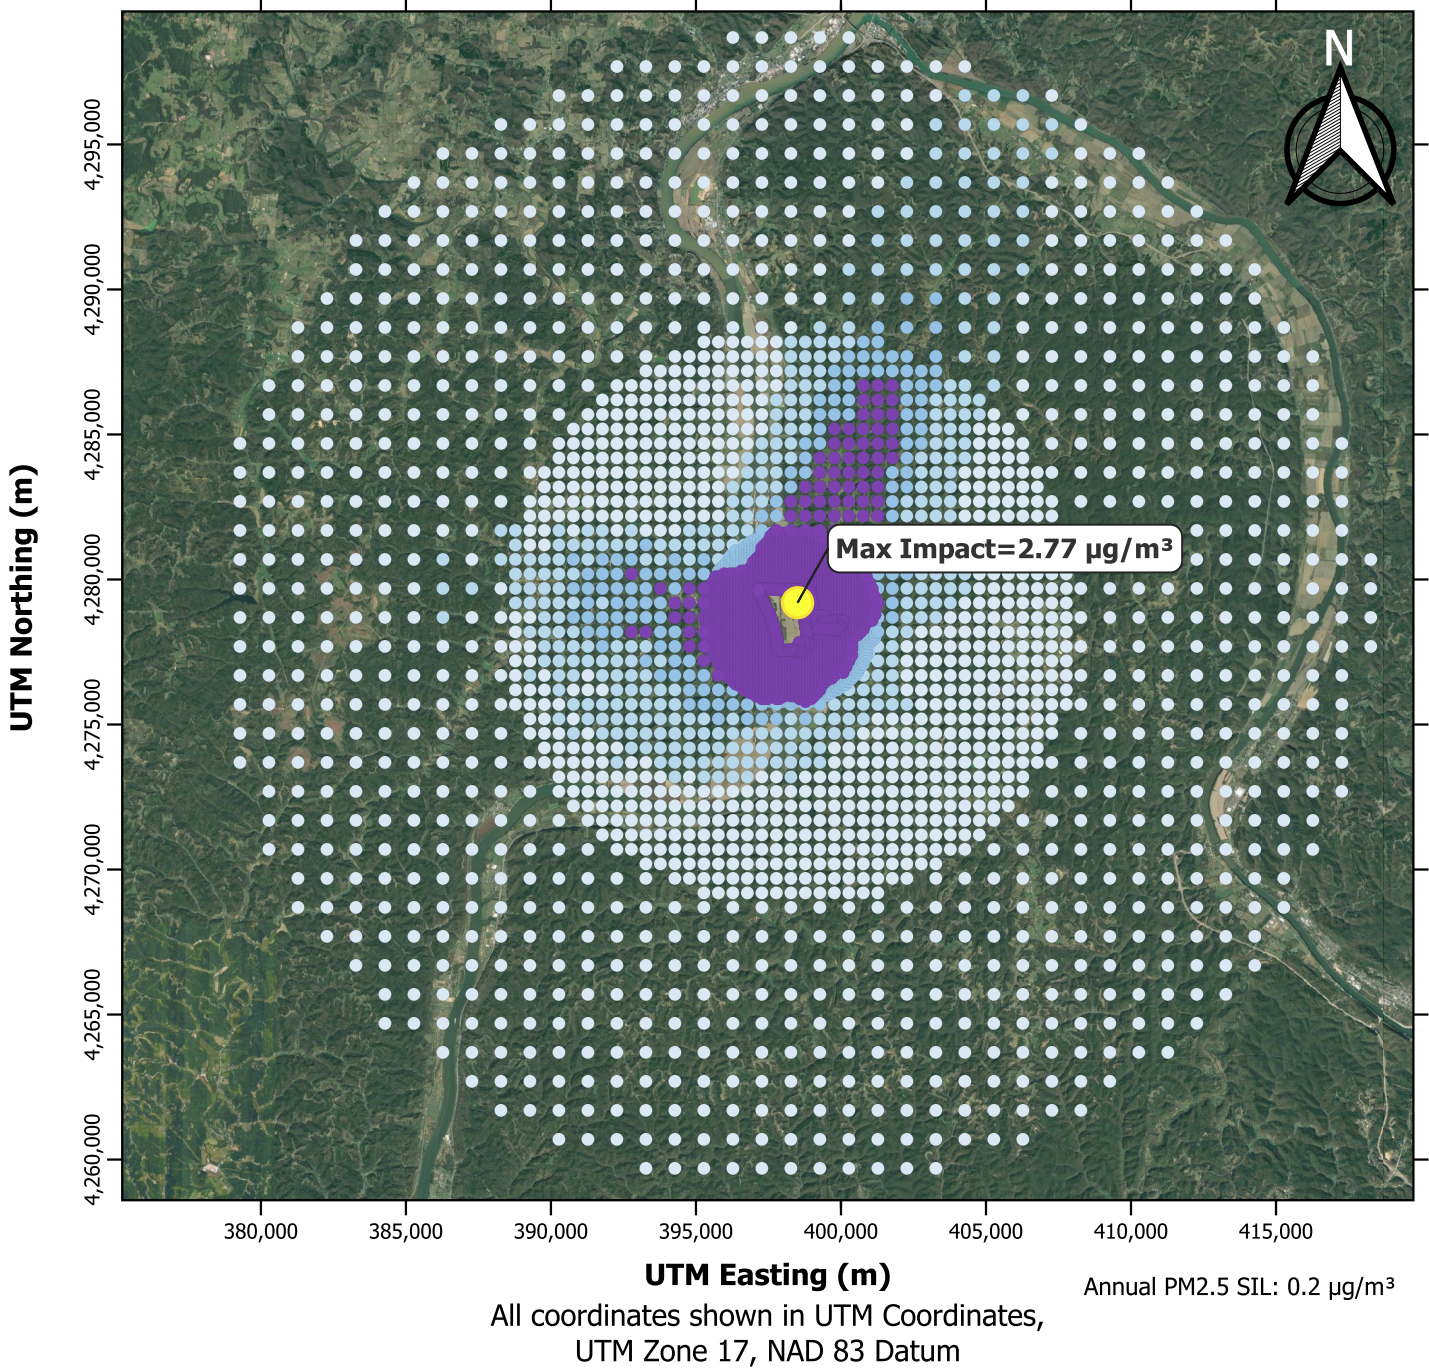 N
4,295,000
4,290,000
4,285,000
4,280,000
4,275,000
4,270,000
4,265,000
4,260,000
UTM Northing (m)
Max Impact=2.77 µg/m³
380,000 385,000 390,000 395,000 400,000 405,000 410,000 415,000
UTM Easting (m)
Annual PM2.5 SIL: 0.2 µg/m³
All coordinates shown in UTM Coordinates,
UTM Zone 17, NAD 83 Datum